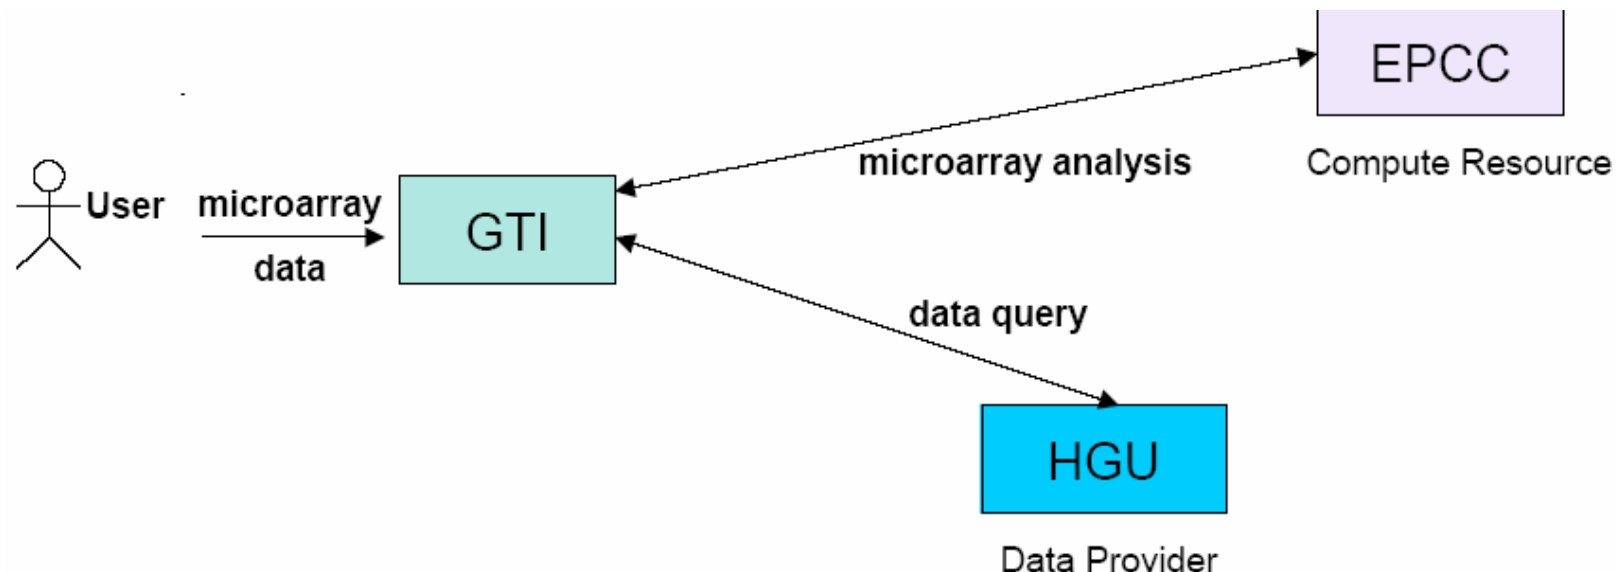 EPCC
microarray analysis
Compute Resource
User
microarray
data
GTI
data query
HGU
Data Provider